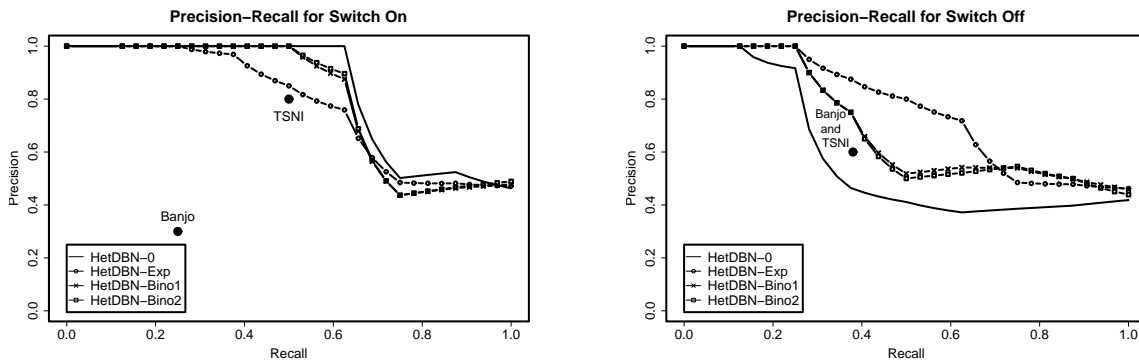 Precision−Recall for Switch On
Precision
1.0
0.8
0.6
0.4
0.2
0.0
TSNI
Banjo
HetDBN−0
HetDBN−Exp
HetDBN−Bino1
HetDBN−Bino2
0.0 0.2 0.4 0.6 0.8 1.0
Recall
Precision−Recall for Switch Off
Precision
1.0
0.8
0.6
0.4
0.2
0.0
Banjo
and
TSNI
HetDBN−0
HetDBN−Exp
HetDBN−Bino1
HetDBN−Bino2
0.0 0.2 0.4 0.6 0.8 1.0
Recall